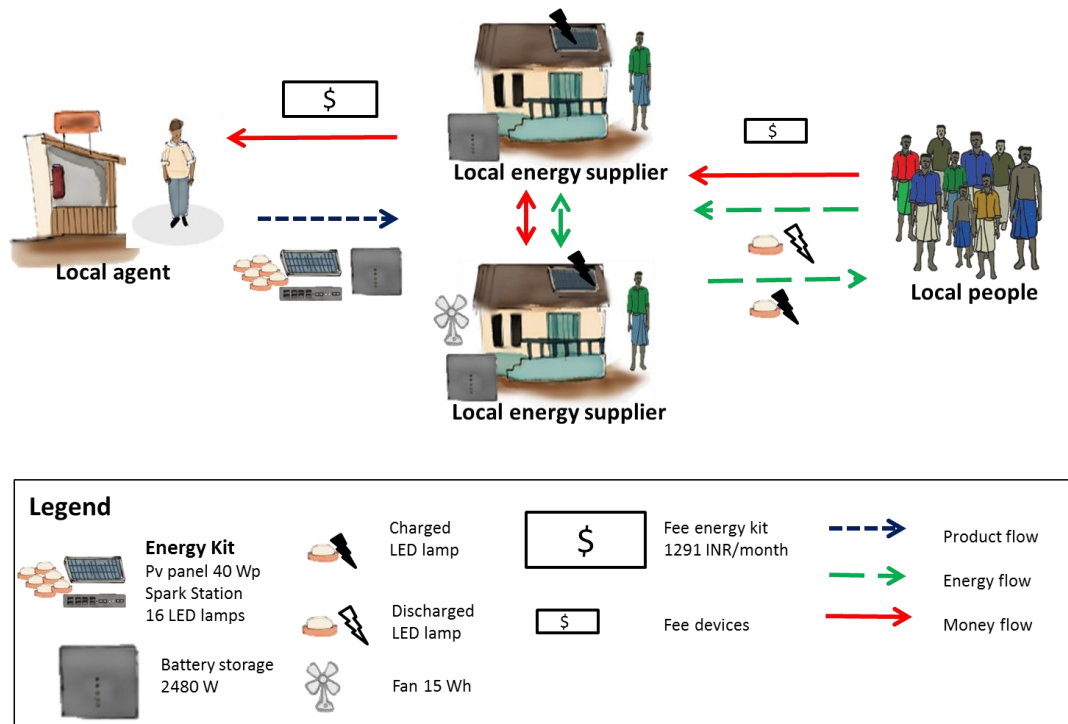 $
$
Local energy supplier
Local agent
Local people
Local energy supplier
Legend
Energy Kit
Pv panel 40 Wp
Spark Station
16 LED lamps
Battery storage
2480 W
Charged
LED lamp
Discharged
LED lamp
Fan 15 Wh
$
Fee energy kit
1291 INR/month
$
Fee devices
Product flow
Energy flow
Money flow